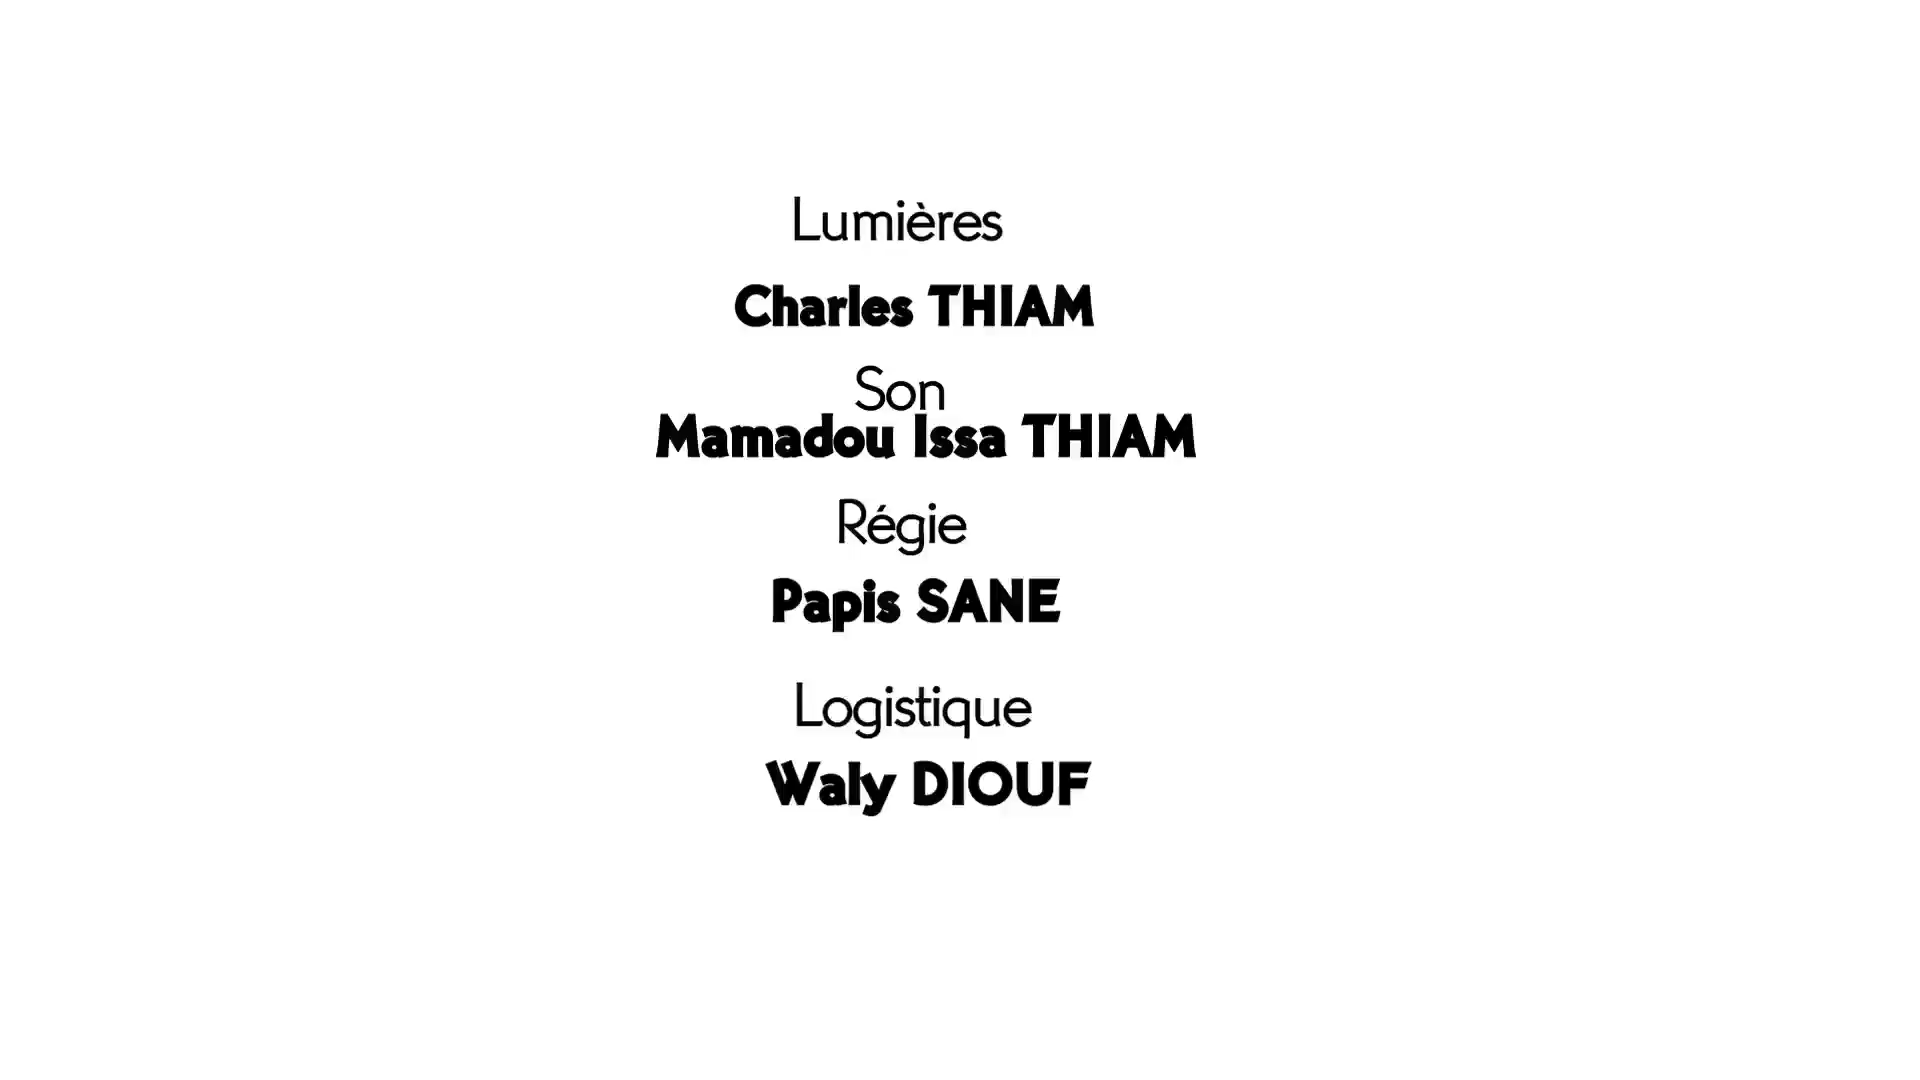 Lumières
Charles THIAM
Son
Mamadou Issa THIAM
Régie
Papis SANE
Logistique
Waly DIOUF